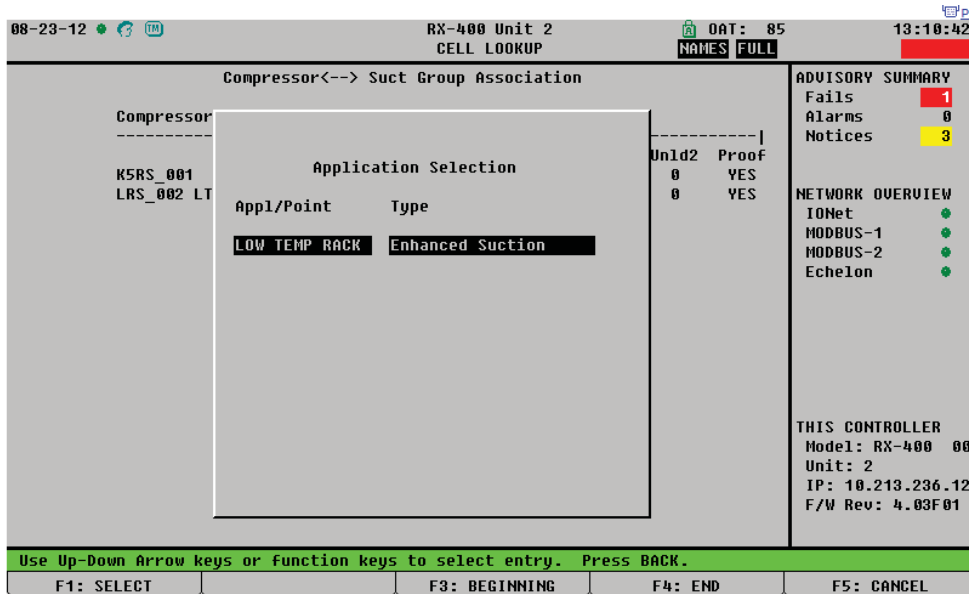 08-23-12 TM RX-400 Unit 2 A OAT: 85 13:10:42
CELL LOOKUP NAMES FULL
Compressor<--> Suct Group Association
Compressor
Unld2 Proof
K5RS_001 0 YES
LRS_002 LT 0 YES
Application Selection
Appl/Point Type
LOW TEMP RACK Enhanced Suction
ADVISORY SUMMARY
Fails 1
Alarms 0
Notices 3
NETWORK OVERVIEW
IONet
MODBUS-1
MODBUS-2
Echelon
THIS CONTROLLER
Model: RX-400 00
Unit: 2
IP: 10.213.236.12
F/W Rev: 4.03F01
Use Up-Down Arrow keys or function keys to select entry. Press BACK.
F1: SELECT F3: BEGINNING F4: END F5: CANCEL